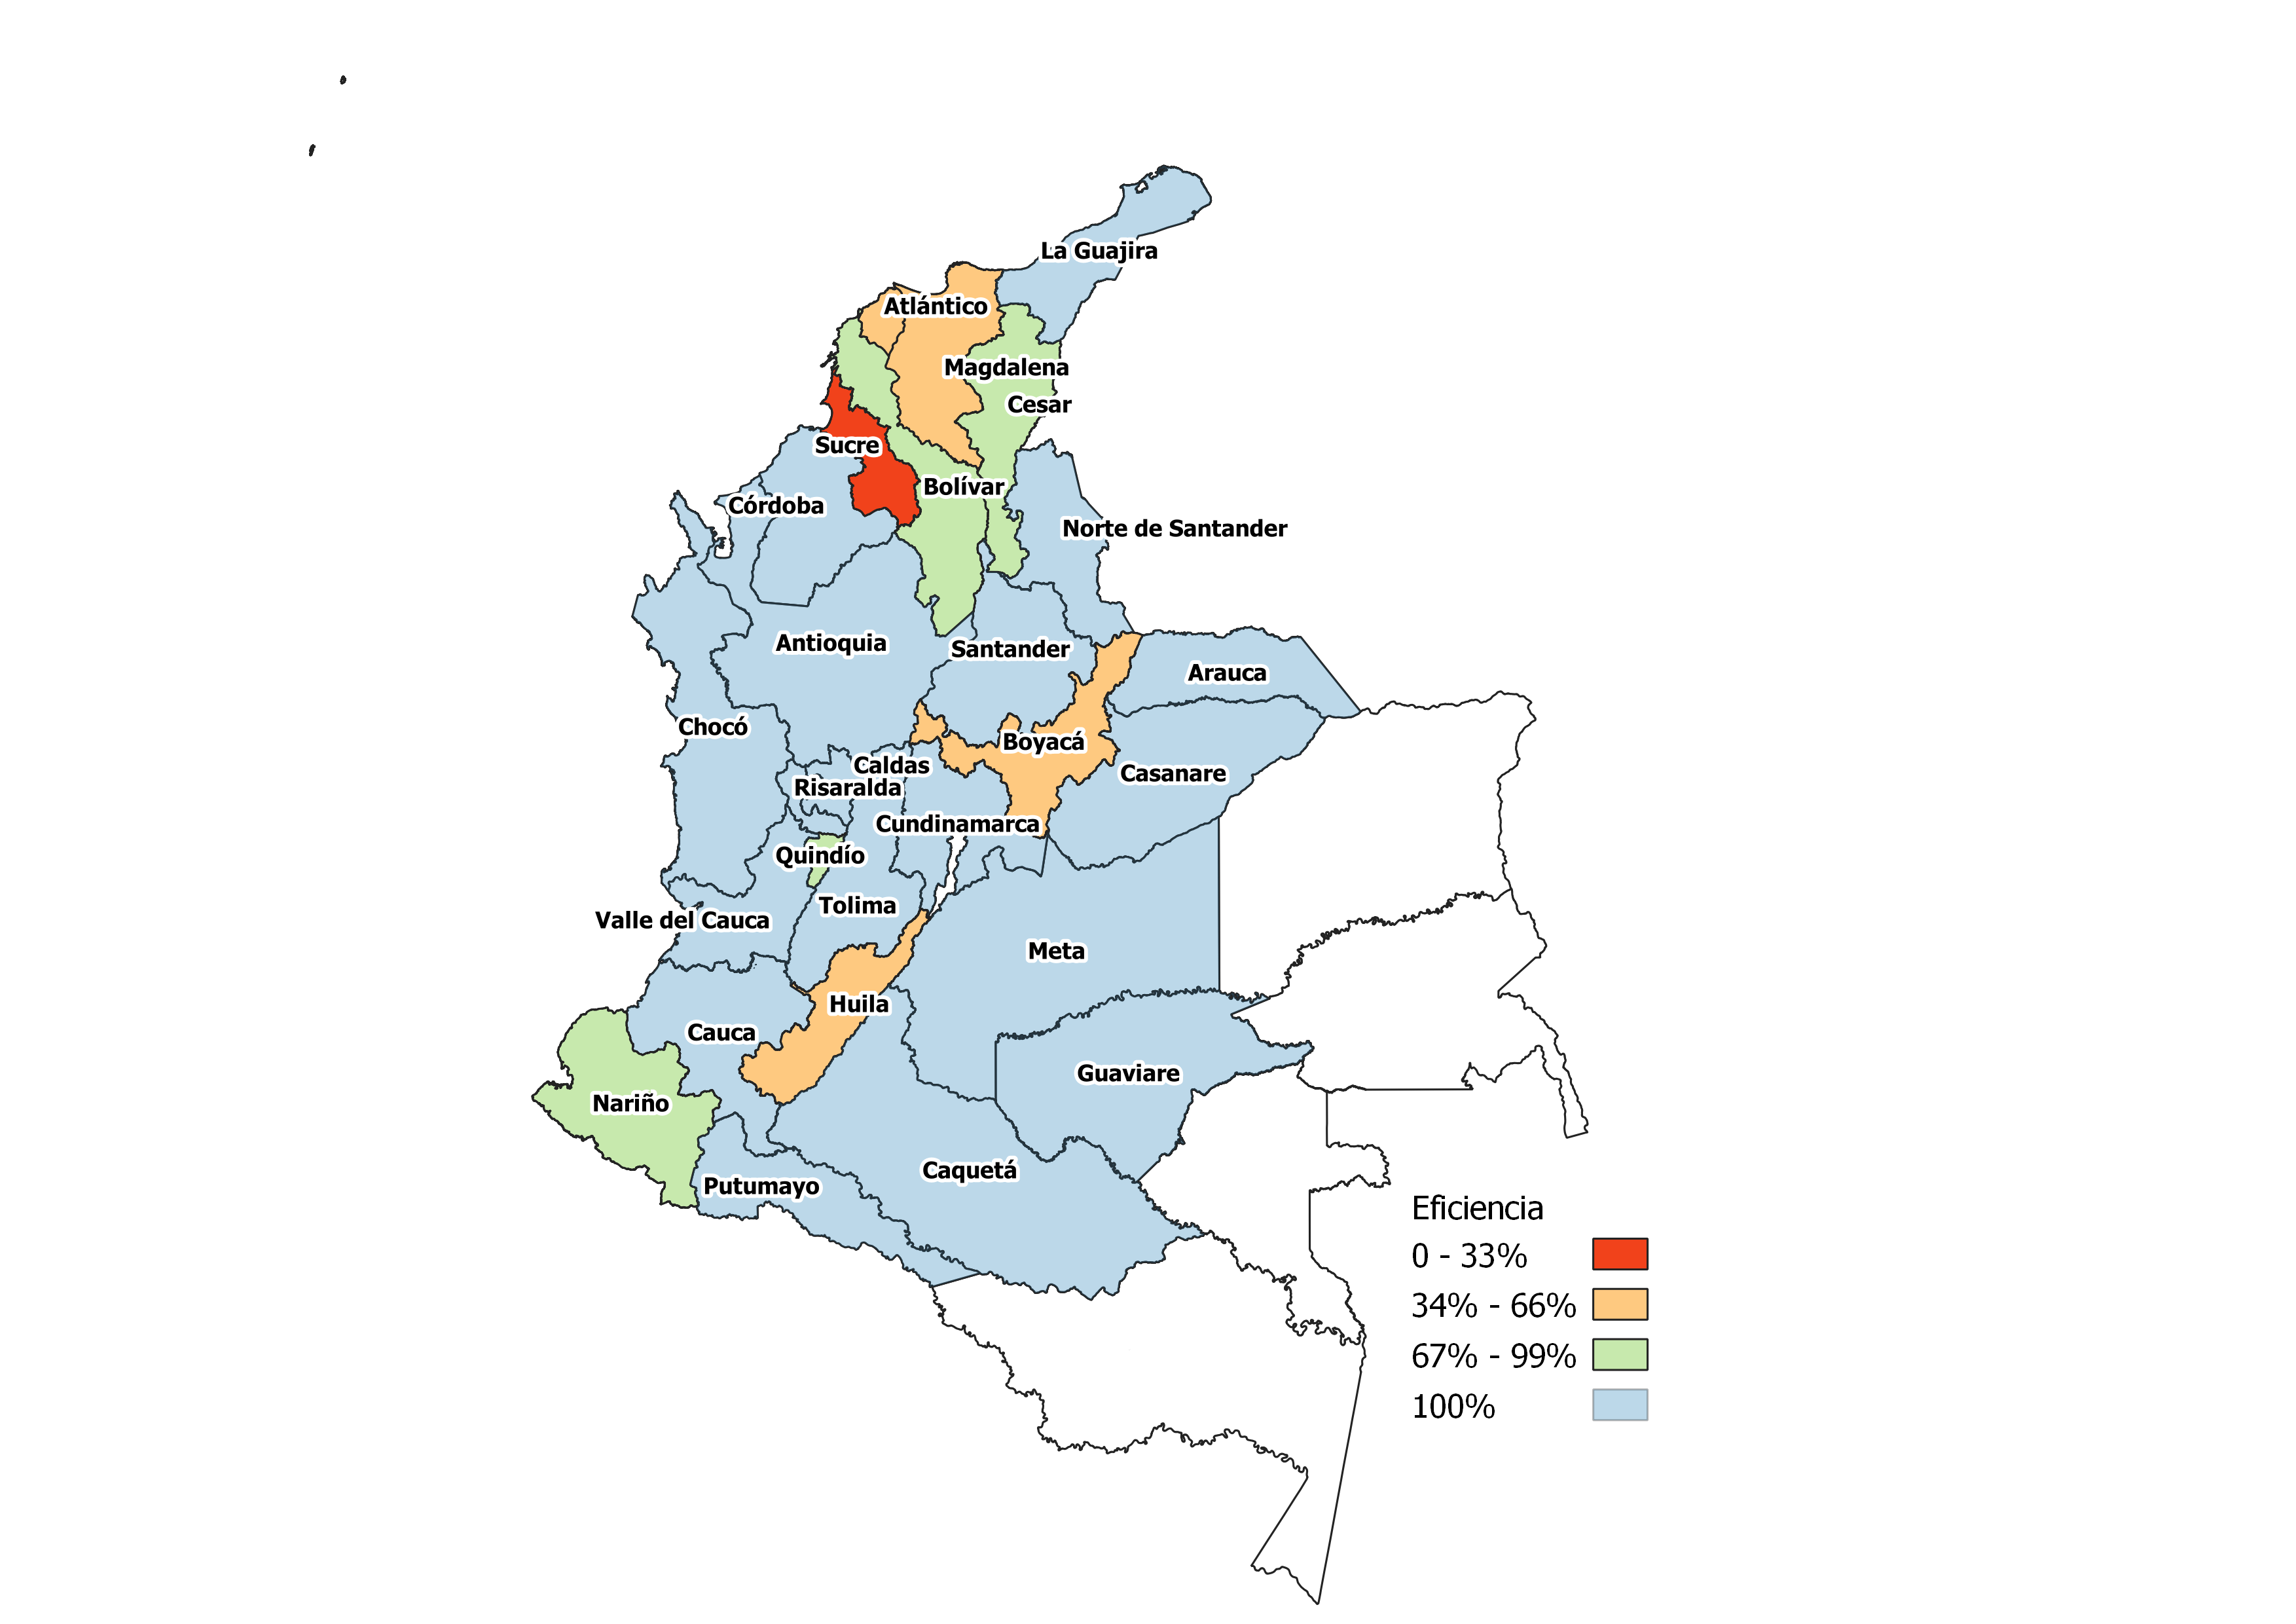 La Guajira
Atlántico
Magdalena
Cesar
Sucre
Bolívar
Córdoba
Norte de Santander
Antioquia
Santander
Arauca
Chocó
Boyacá
Caldas
Casanare
Risaralda
Cundinamarca
Quindío
Tolima
Valle del Cauca
Meta
Huila
Cauca
Guaviare
Nariño
Caquetá
Putumayo
Eficiencia
0 - 33%
34% - 66%
67% - 99%
100%